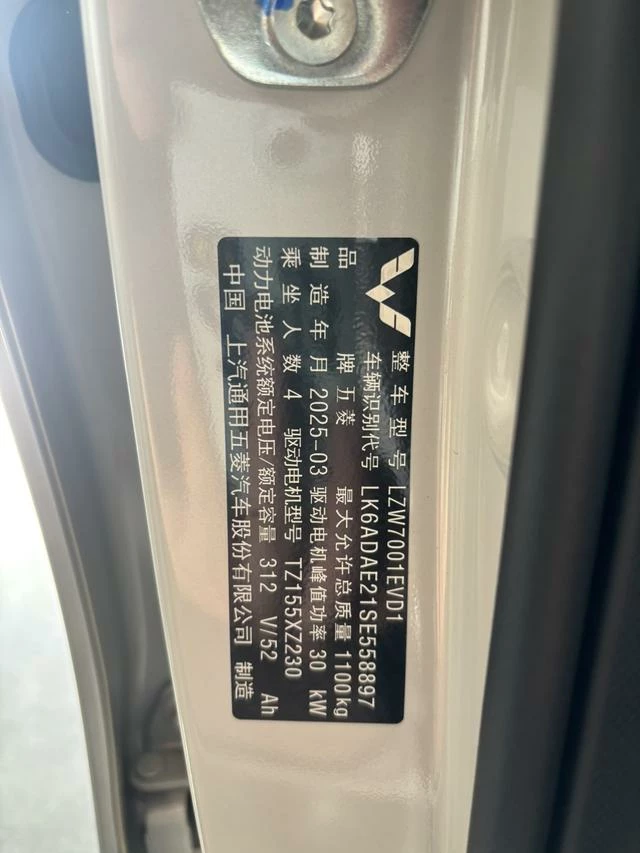 整车型号 LZW7001EVD1
车辆识别代号 LK6ADAE21SE558897
品牌 五菱 最大允许总质量 1100kg
制造年月 2025-03 驱动电机峰值功率 30 kW
乘坐人数 4 驱动电机型号 TZ155XZ230
动力电池系统额定电压/额定容量 312 V/52 Ah
中国 上汽通用五菱汽车股份有限公司 制造